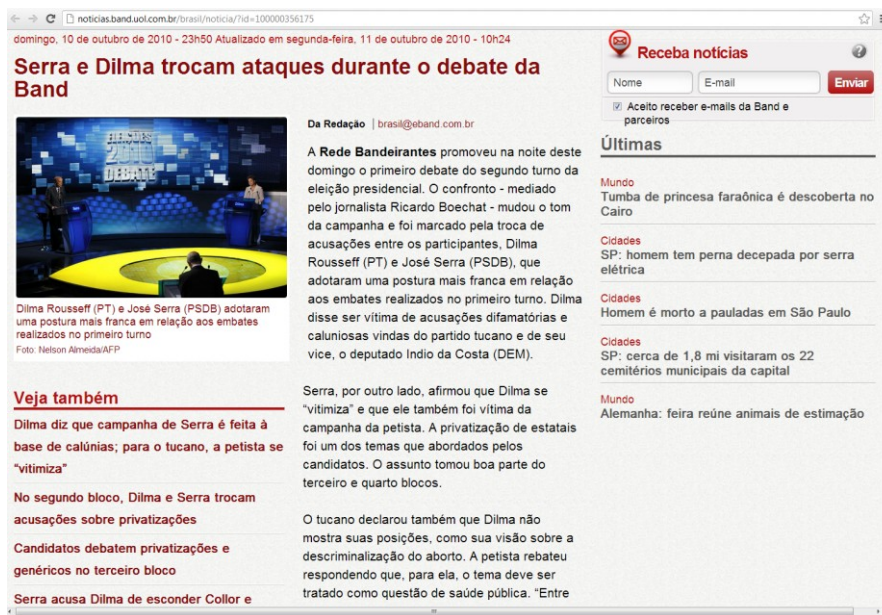 noticias.band.uol.com.br/brasil/noticia/?id=100000356175
domingo, 10 de outubro de 2010 - 23h50 Atualizado em segunda-feira, 11 de outubro de 2010 - 10h24
Serra e Dilma trocam ataques durante o debate da
Band
ELEIÇÕES
2010
DEBATE
Dilma Rousseff (PT) e José Serra (PSDB) adotaram
uma postura mais franca em relação aos embates
realizados no primeiro turno
Foto: Nelson Almeida/AFP
Veja também
Dilma diz que campanha de Serra é feita à
base de calúnias; para o tucano, a petista se
"vitimiza"
No segundo bloco, Dilma e Serra trocam
acusações sobre privatizações
Candidatos debatem privatizações e
genéricos no terceiro bloco
Serra acusa Dilma de esconder Collor e
Da Redação | brasil@eband.com.br
A Rede Bandeirantes promoveu na noite deste
domingo o primeiro debate do segundo turno da
eleição presidencial. O confronto - mediado
pelo jornalista Ricardo Boechat - mudou o tom
da campanha e foi marcado pela troca de
acusações entre os participantes, Dilma
Rousseff (PT) e José Serra (PSDB), que
adotaram uma postura mais franca em relação
aos embates realizados no primeiro turno. Dilma
disse ser vítima de acusações difamatórias e
caluniosas vindas do partido tucano e de seu
vice, o deputado Indio da Costa (DEM).
Serra, por outro lado, afirmou que Dilma se
"vitimiza" e que ele também foi vítima da
campanha da petista. A privatização de estatais
foi um dos temas que abordados pelos
candidatos. O assunto tomou boa parte do
terceiro e quarto blocos.
O tucano declarou também que Dilma não
mostra suas posições, como sua visão sobre a
descriminalização do aborto. A petista rebateu
respondendo que, para ela, o tema deve ser
tratado como questão de saúde pública. "Entre
Receba notícias
?
Nome
E-mail
Enviar
Aceito receber e-mails da Band e
parceiros
Últimas
Mundo
Tumba de princesa faraônica é descoberta no
Cairo
Cidades
SP: homem tem perna decepada por serra
elétrica
Cidades
Homem é morto a pauladas em São Paulo
Cidades
SP: cerca de 1,8 mi visitaram os 22
cemitérios municipais da capital
Mundo
Alemanha: feira reúne animais de estimação